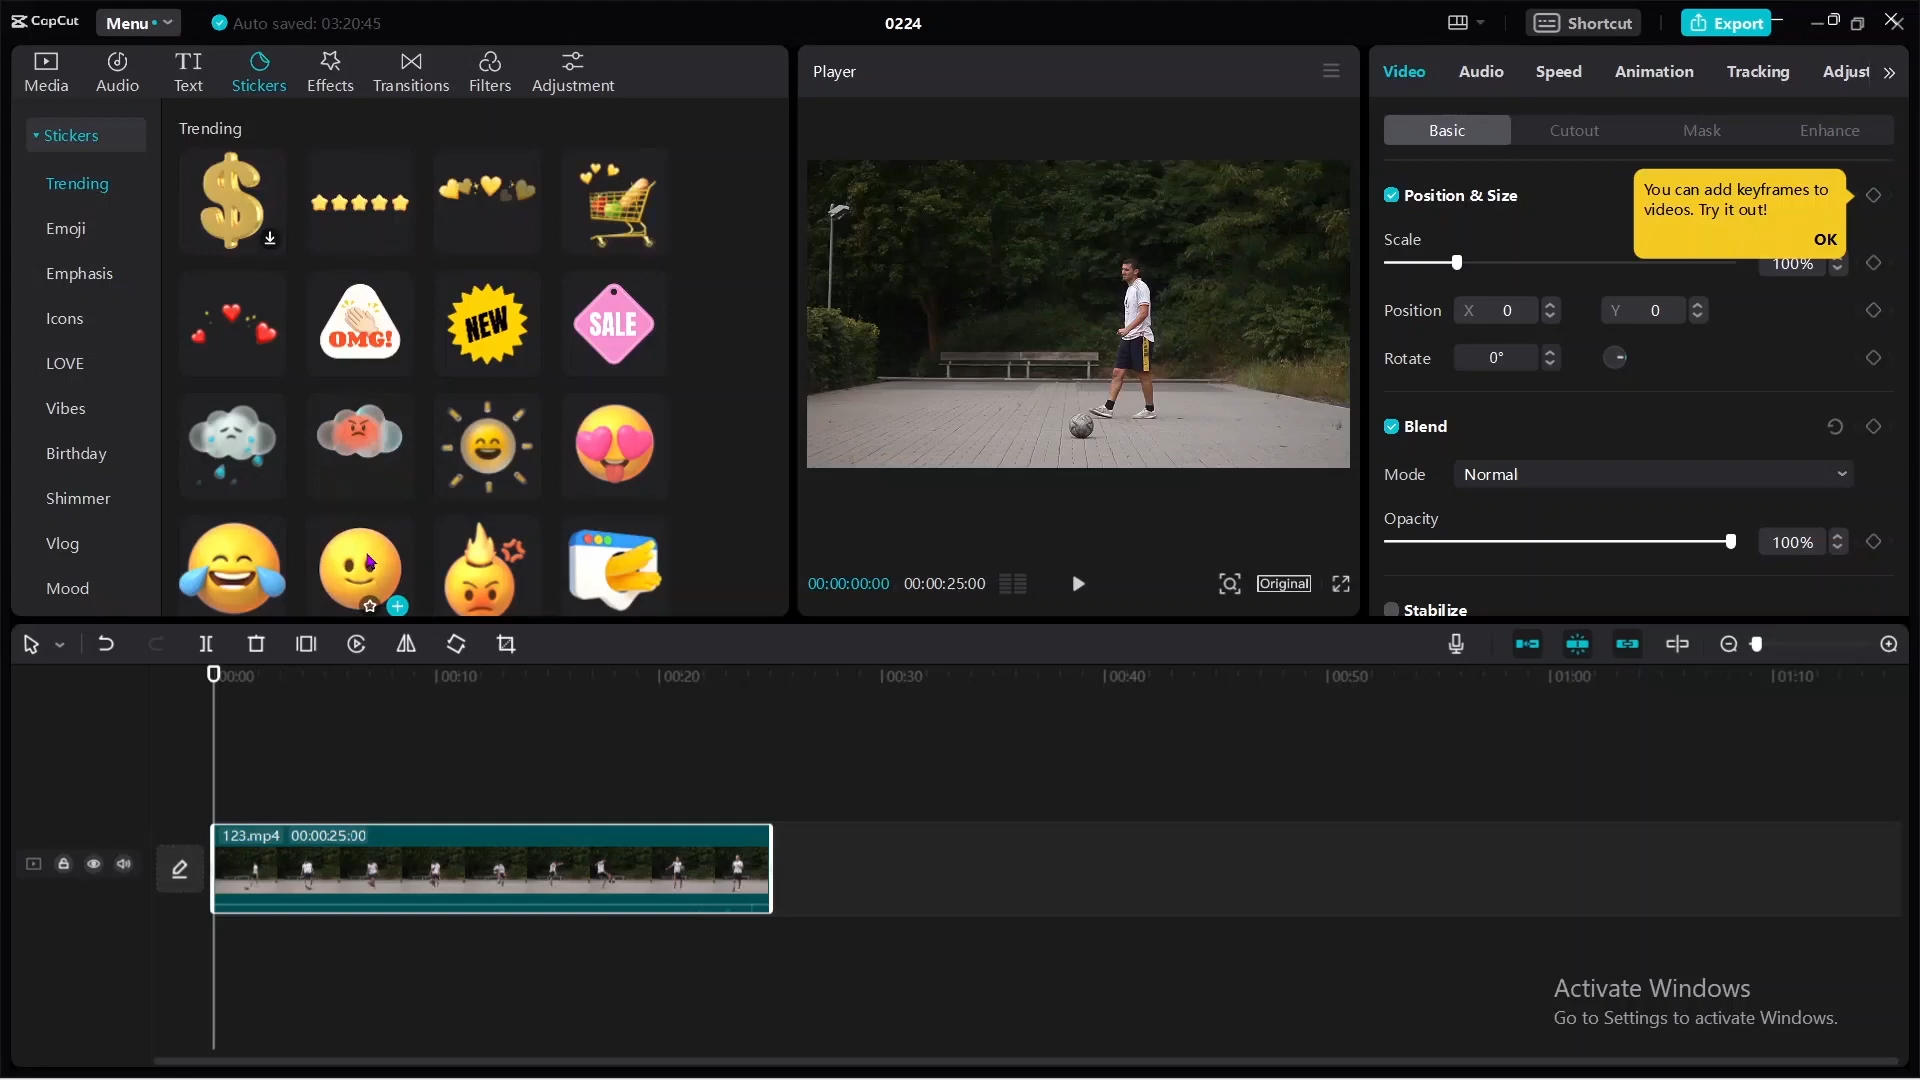 CapCut
Menu
Auto saved: 03:20:45
0224
Shortcut
Export
Media
Audio
Text
Stickers
Effects
Transitions
Filters
Adjustment
Stickers
Trending
Emoji
Emphasis
Icons
LOVE
Vibes
Birthday
Shimmer
Vlog
Mood
Trending
OMG!
NEW
SALE
Player
00:00:00:00
00:00:25:00
Original
Video
Audio
Speed
Animation
Tracking
Adjust
Basic
Cutout
Mask
Enhance
Position & Size
You can add keyframes to
videos. Try it out!
OK
Scale
100%
Position
X 0
Y 0
Rotate
0°
Blend
Mode
Normal
Opacity
100%
Stabilize
00:00
00:10
00:20
00:30
00:40
00:50
01:00
01:10
123.mp4 00:00:25:00
Activate Windows
Go to Settings to activate Windows.